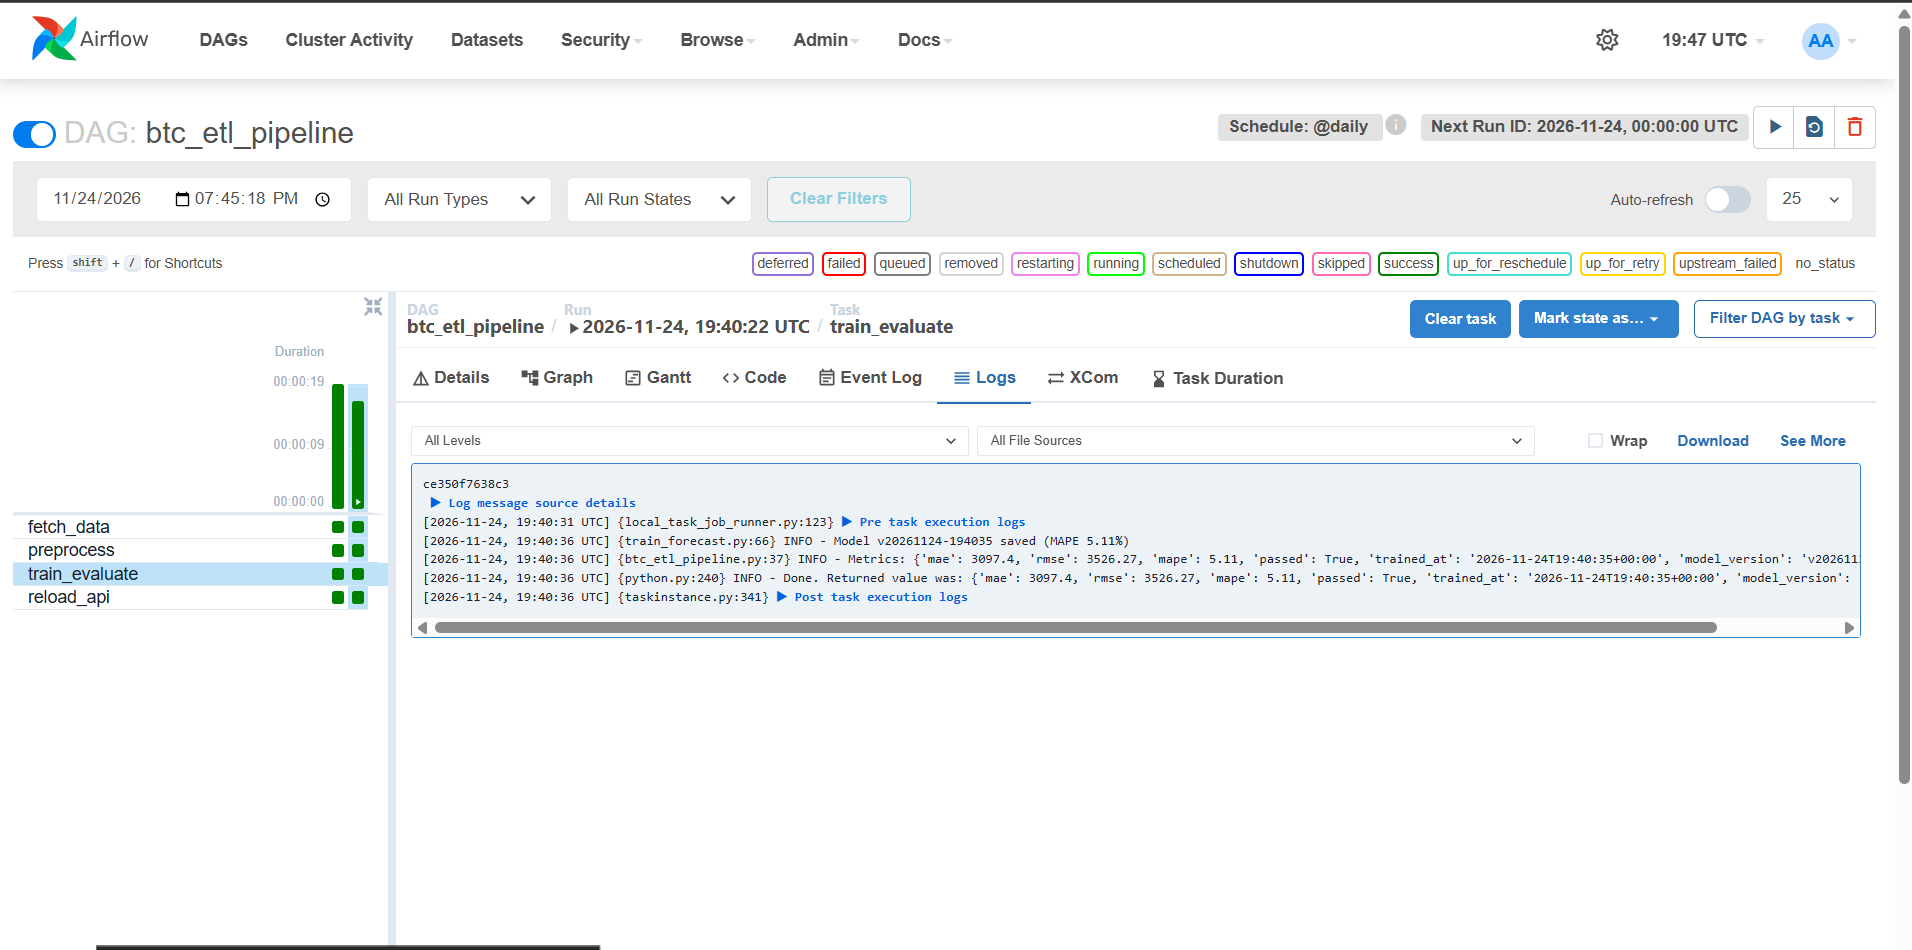 Airflow DAGs Cluster Activity Datasets Security Browse Admin Docs 19:47 UTC AA
DAG: btc_etl_pipeline Schedule: @daily i Next Run ID: 2026-11-24, 00:00:00 UTC
11/24/2026 07:45:18 PM All Run Types All Run States Clear Filters Auto-refresh 25
Press shift + / for Shortcuts deferred failed queued removed restarting running scheduled shutdown skipped success up_for_reschedule up_for_retry upstream_failed no_status
DAG Run Task
btc_etl_pipeline / 2026-11-24, 19:40:22 UTC / train_evaluate Clear task Mark state as... Filter DAG by task
Duration
00:00:19
00:00:09
00:00:00
fetch_data
preprocess
train_evaluate
reload_api
Details Graph Gantt Code Event Log Logs XCom Task Duration
All Levels All File Sources Wrap Download See More
ce350f7638c3
Log message source details
[2026-11-24, 19:40:31 UTC] {local_task_job_runner.py:123} ▶ Pre task execution logs
[2026-11-24, 19:40:36 UTC] {train_forecast.py:66} INFO - Model v20261124-194035 saved (MAPE 5.11%)
[2026-11-24, 19:40:36 UTC] {btc_etl_pipeline.py:37} INFO - Metrics: {'mae': 3097.4, 'rmse': 3526.27, 'mape': 5.11, 'passed': True, 'trained_at': '2026-11-24T19:40:35+00:00', 'model_version': 'v202611
[2026-11-24, 19:40:36 UTC] {python.py:240} INFO - Done. Returned value was: {'mae': 3097.4, 'rmse': 3526.27, 'mape': 5.11, 'passed': True, 'trained_at': '2026-11-24T19:40:35+00:00', 'model_version':
[2026-11-24, 19:40:36 UTC] {taskinstance.py:341} ▶ Post task execution logs